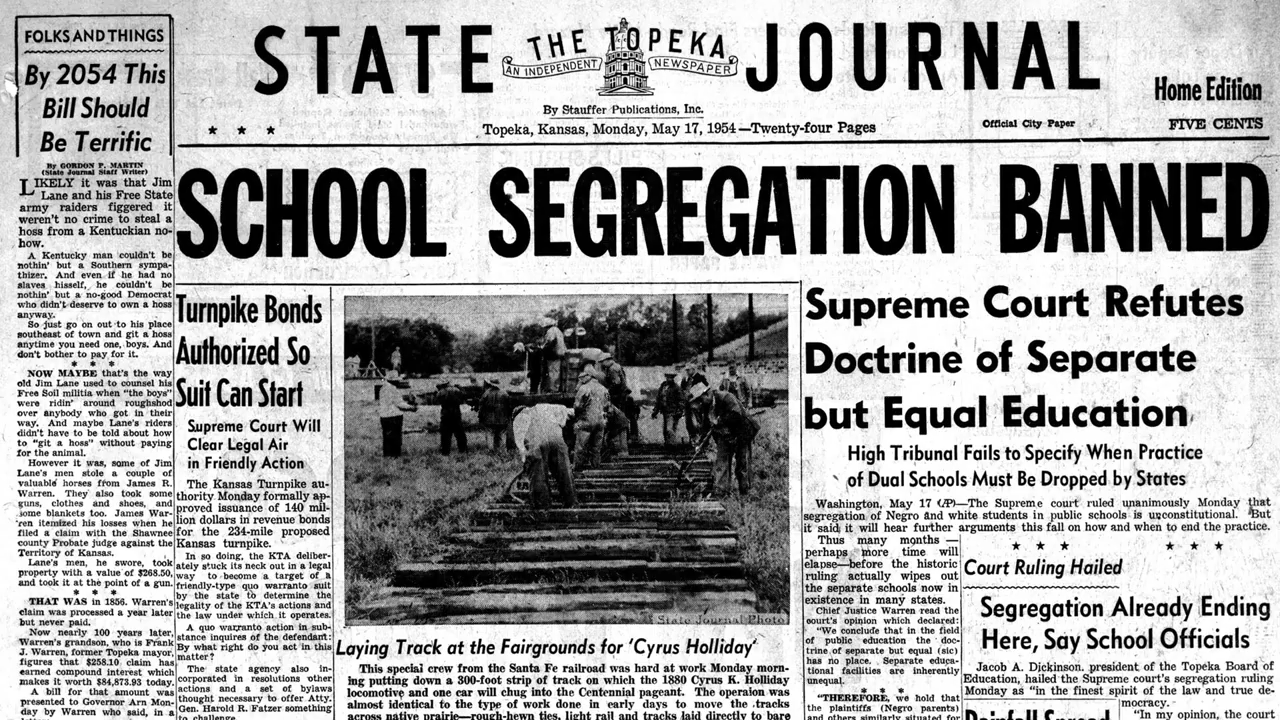 FOLKS AND THINGS
By 2054 This
Bill Should
Be Terrific
By GORDON P. MARTIN
(State Journal Staff Writer)
LIKELY it was that Jim
Lane and his Free State
army raiders figgered it
weren't no crime to steal a
hoss from a Kentuckian no-
how.
A Kentucky man couldn't be
nothin' but a Southern sympa-
thizer. And even if he had no
slaves hisself, he couldn't be
nothin' but a no-good Democrat
who didn't deserve to own a hoss
anyway.
So just go on out to his place
southeast of town and git a hoss
anytime you need one, boys. And
don't bother to pay for it.
* * *
NOW MAYBE that's the way
old Jim Lane used to counsel his
Free Soil militia when "the boys"
were ridin' around roughshod
over anybody who got in their
way. And maybe Lane's riders
didn't have to be told about how
to "git a hoss" without paying
for the animal.
However it was, some of Jim
Lane's men stole a couple of
valuable horses from James R.
Warren. They also took some
guns, clothes and shoes, and
some blankets too. James War-
ren itemized his losses when he
filed a claim with the Shawnee
county Probate judge against the
Territory of Kansas.
Lane's men, he swore, took
property with a value of $268.50,
and took it at the point of a gun.
* * *
THAT WAS in 1856. Warren's
claim was processed a year later
but never paid.
Now nearly 100 years later,
Warren's grandson, who is Frank
J. Warren, former Topeka mayor,
figures that $258.10 claim has
earned compound interest which
makes it worth $84,873.93 today.
A bill for that amount was
presented to Governor Arn Mon-
day by Warren who said, in a
STATE THE TOPEKA JOURNAL
AN INDEPENDENT NEWSPAPER
By Stauffer Publications, Inc.
* * *
Topeka, Kansas, Monday, May 17, 1954—Twenty-four Pages
Official City Paper
Home Edition
FIVE CENTS
SCHOOL SEGREGATION BANNED
Turnpike Bonds
Authorized So
Suit Can Start
Supreme Court Will
Clear Legal Air
in Friendly Action
The Kansas Turnpike au-
thority Monday formally ap-
proved issuance of 140 mil-
lion dollars in revenue bonds
for the 234-mile proposed
Kansas turnpike.
In so doing, the KTA deliber-
ately stuck its neck out in a legal
way to become a target of a
friendly-type quo warranto suit
by the state to determine the
legality of the KTA's actions and
the law under which it operates.
A quo warranto action in sub-
stance inquires of the defendant:
By what right do you act in this
matter?
The state agency also in-
corporated in resolutions other
actions and a set of bylaws
thought necessary to offer Atty.
Gen. Harold R. Fatzer something
to challenge.
State Journal Photo
Laying Track at the Fairgrounds for 'Cyrus Holliday'
This special crew from the Santa Fe railroad was hard at work Monday morn-
ing putting down a 300-foot strip of track on which the 1880 Cyrus K. Holliday
locomotive and one car will chug into the Centennial pageant. The operaion was
almost identical to the type of work done in early days to move the tracks
across native prairie—rough-hewn ties, light rail and tracks laid directly to bare
Supreme Court Refutes
Doctrine of Separate
but Equal Education
High Tribunal Fails to Specify When Practice
of Dual Schools Must Be Dropped by States
Washington, May 17 (AP)—The Supreme court ruled unanimously Monday that
segregation of Negro and white students in public schools is unconstitutional. But
it said it will hear further arguments this fall on how and when to end the practice.
Thus many months —
perhaps more time will
elapse—before the historic
ruling actually wipes out
the separate schools now in
existence in many states.
Chief Justice Warren read the
court's opinion which declared:
"We conclude that in the field
of public education the doc-
trine of separate but equal (sic)
has no place. Separate educa-
tional facilities are inherently
unequal.
* * *
"THEREFORE, we hold that
the plaintiffs (Negro parents)
and others similarly situated for
* * * * * *
Court Ruling Hailed
Segregation Already Ending
Here, Say School Officials
Jacob A. Dickinson, president of the Topeka Board of
Education, hailed the Supreme court's segregation ruling
Monday as "in the finest spirit of the law and true de-
mocracy.
"In my opinion, the court
Rainfall Spread